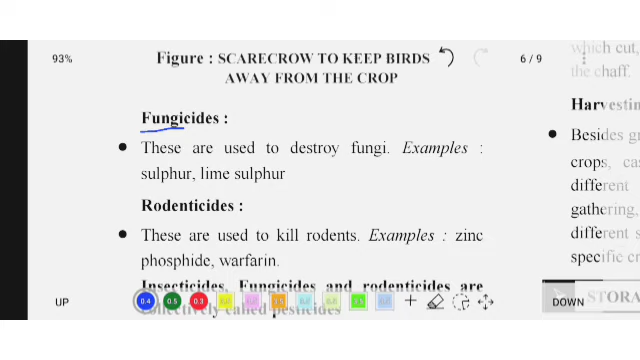 93%
Figure : SCARECROW TO KEEP BIRDS
AWAY FROM THE CROP
6 / 9
Fungicides :
These are used to destroy fungi. Examples :
sulphur, lime sulphur
Rodenticides :
These are used to kill rodents. Examples : zinc
phosphide, warfarin.
Insecticides, Fungicides and rodenticides are
collectively called pesticides
which cut,
the chaff.
Harvesting
Besides
crops,
different
gathering,
different
specific
STORA
UP
0.4
0.5
0.3
DOWN